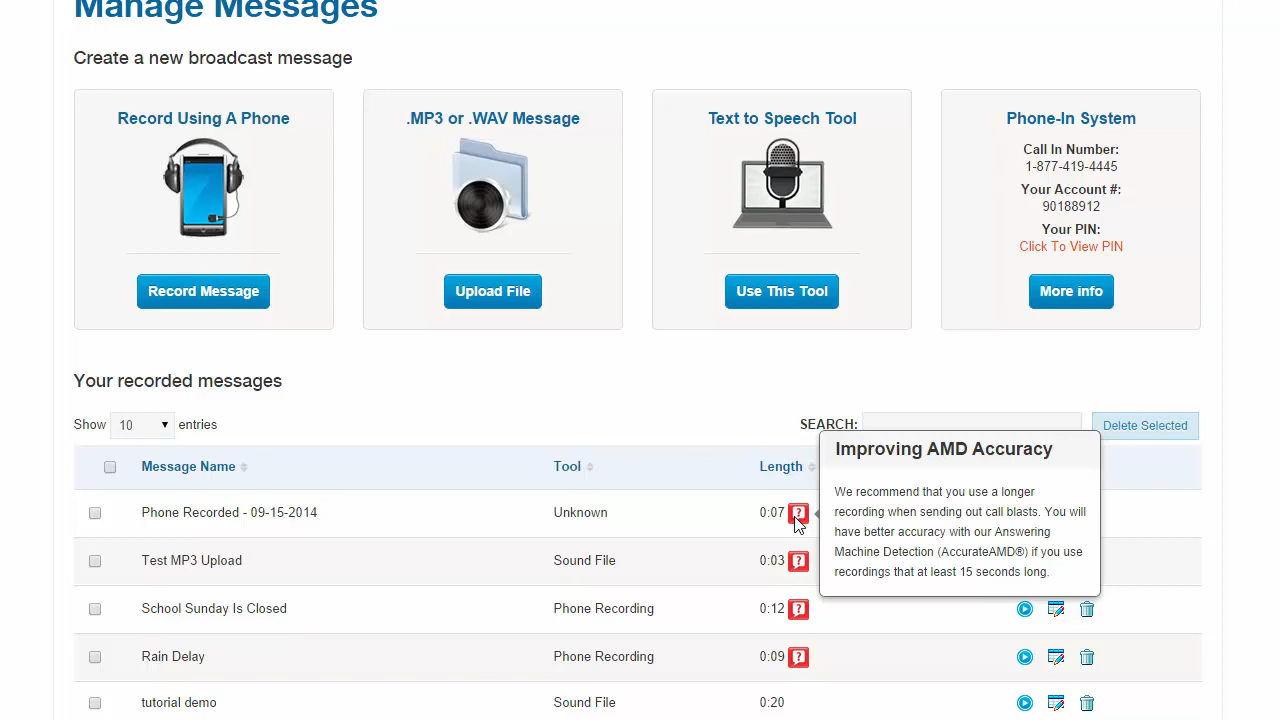 Manage Messages
Create a new broadcast message
Record Using A Phone
Record Message
.MP3 or .WAV Message
Upload File
Text to Speech Tool
Use This Tool
Phone-In System
Call In Number:
1-877-419-4445
Your Account #:
90188912
Your PIN:
Click To View PIN
More info
Your recorded messages
Show 10 entries
SEARCH:
Delete Selected
Message Name Tool Length
Phone Recorded - 09-15-2014 Unknown 0:07 ?
Test MP3 Upload Sound File 0:03 ?
School Sunday Is Closed Phone Recording 0:12 ?
Rain Delay Phone Recording 0:09 ?
tutorial demo Sound File 0:20
Improving AMD Accuracy
We recommend that you use a longer
recording when sending out call blasts. You will
have better accuracy with our Answering
Machine Detection (AccurateAMD®) if you use
recordings that at least 15 seconds long.